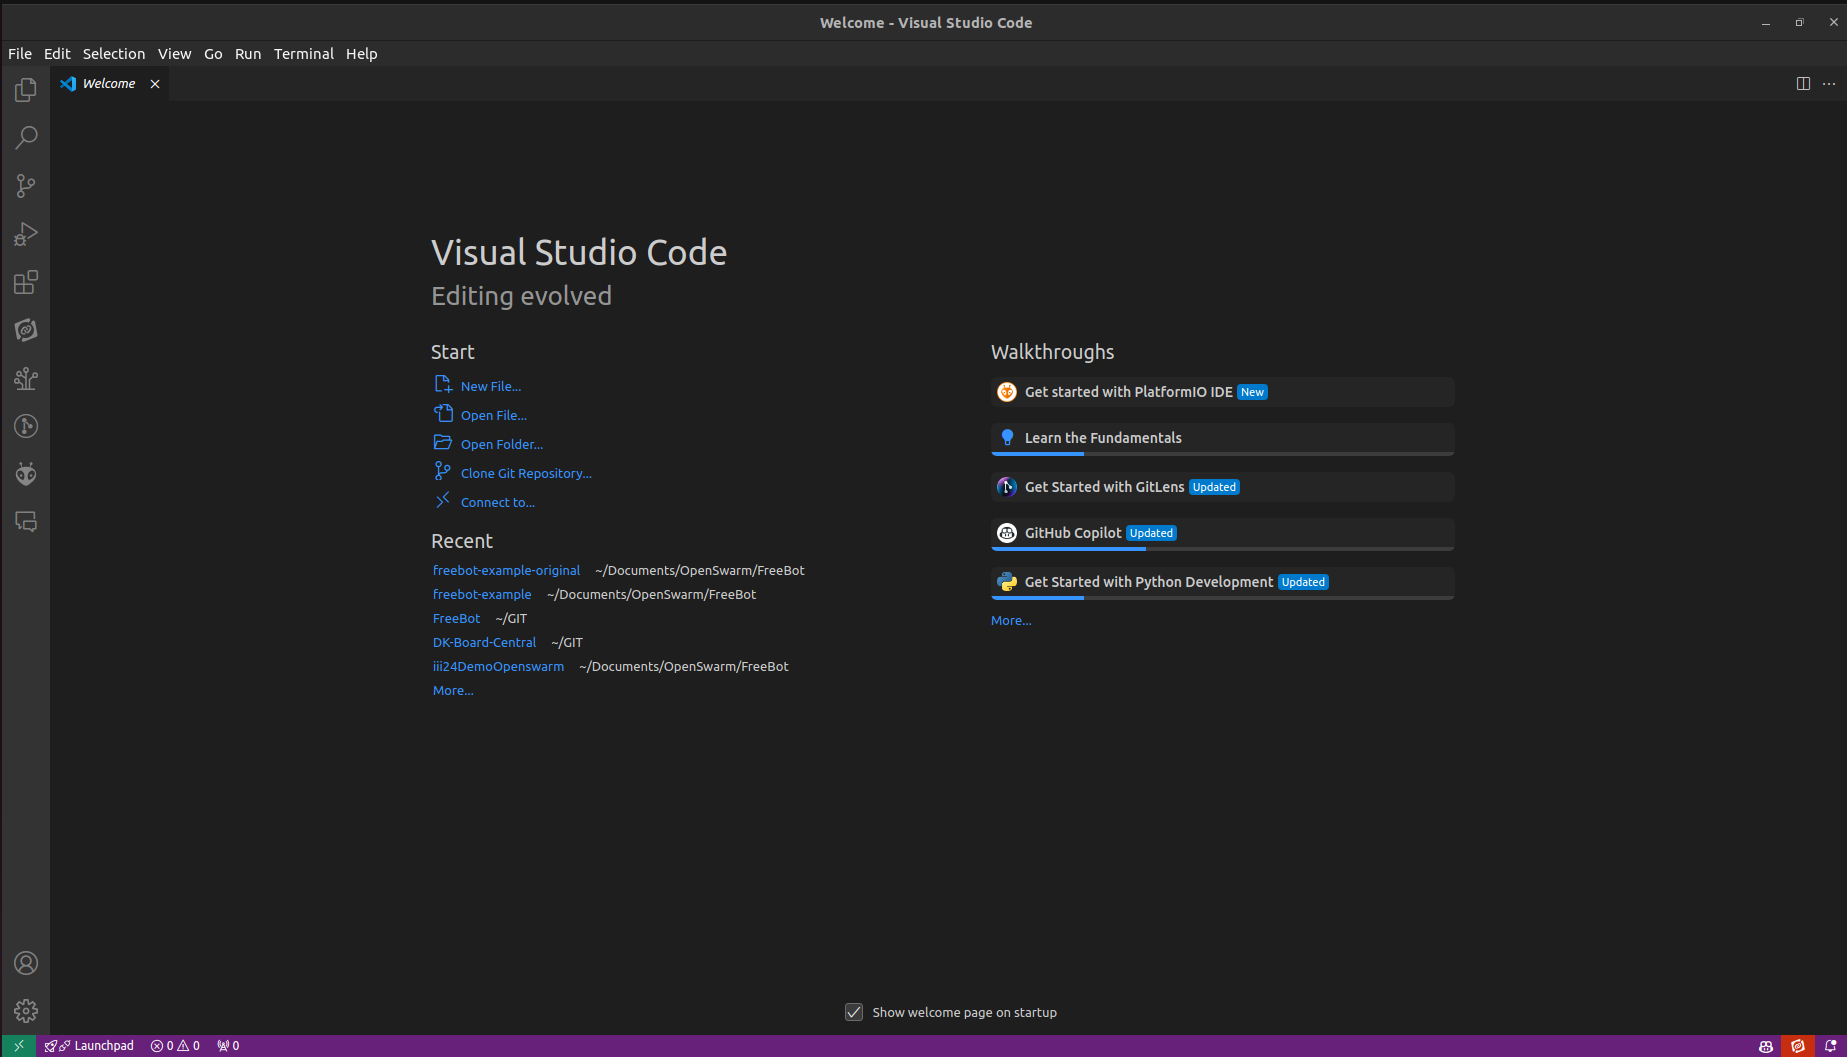 Welcome - Visual Studio Code
File Edit Selection View Go Run Terminal Help
Welcome
Visual Studio Code
Editing evolved
Start
New File...
Open File...
Open Folder...
Clone Git Repository...
Connect to...
Recent
freebot-example-original ~/Documents/OpenSwarm/FreeBot
freebot-example ~/Documents/OpenSwarm/FreeBot
FreeBot ~/GIT
DK-Board-Central ~/GIT
iii24DemoOpenswarm ~/Documents/OpenSwarm/FreeBot
More...
Walkthroughs
Get started with PlatformIO IDE New
Learn the Fundamentals
Get Started with GitLens Updated
GitHub Copilot Updated
Get Started with Python Development Updated
More...
Show welcome page on startup
Launchpad 0 0 0